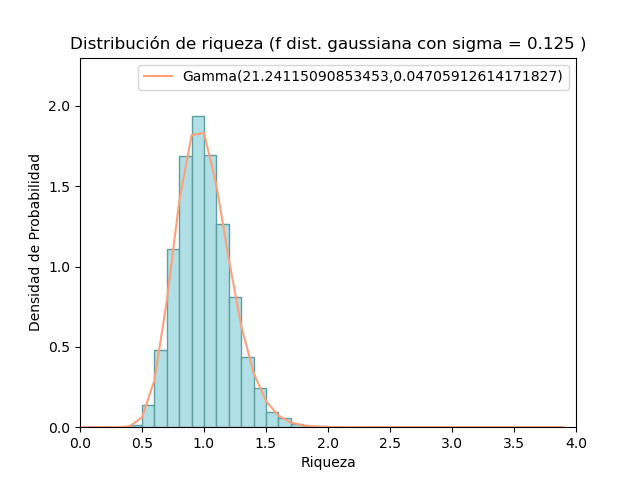 Distribución de riqueza (f dist. gaussiana con sigma = 0.125 )
Gamma(21.24115090853453,0.04705912614171827)
Densidad de Probabilidad
2.0
1.5
1.0
0.5
0.0
0.0 0.5 1.0 1.5 2.0 2.5 3.0 3.5 4.0
Riqueza